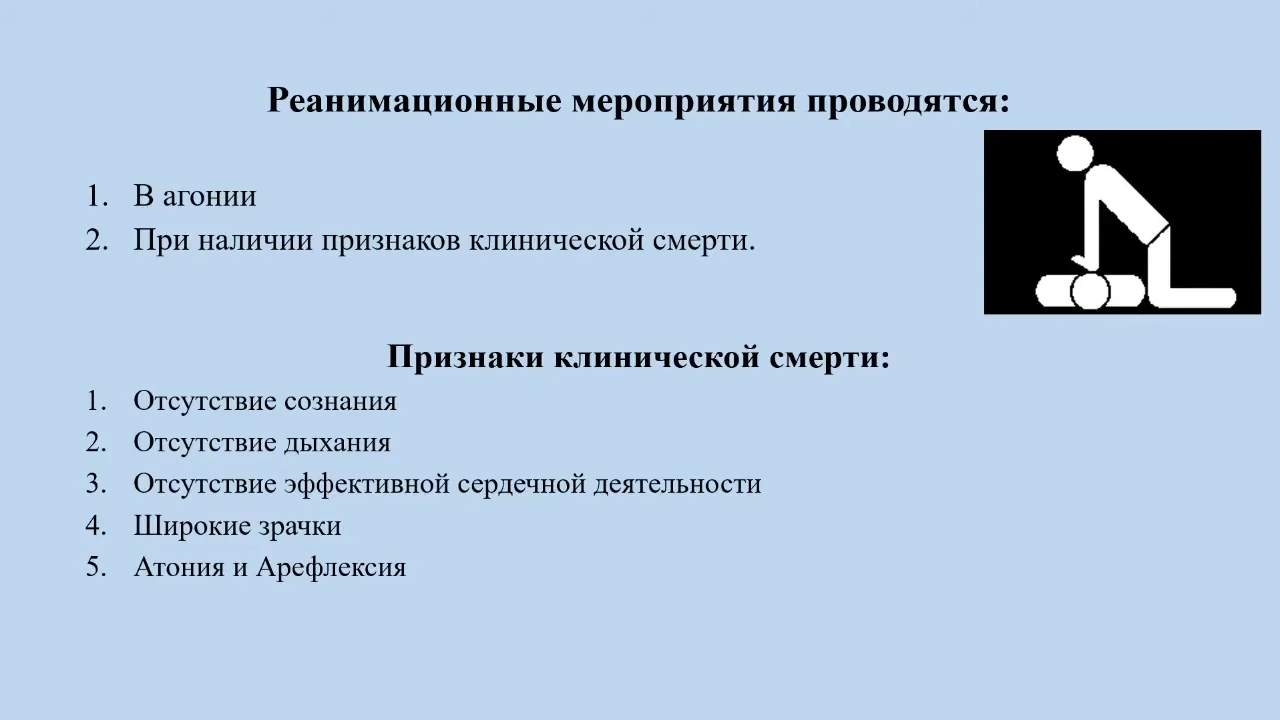 Реанимационные мероприятия проводятся:
1. В агонии
2. При наличии признаков клинической смерти.
Признаки клинической смерти:
1. Отсутствие сознания
2. Отсутствие дыхания
3. Отсутствие эффективной сердечной деятельности
4. Широкие зрачки
5. Атония и Арефлексия